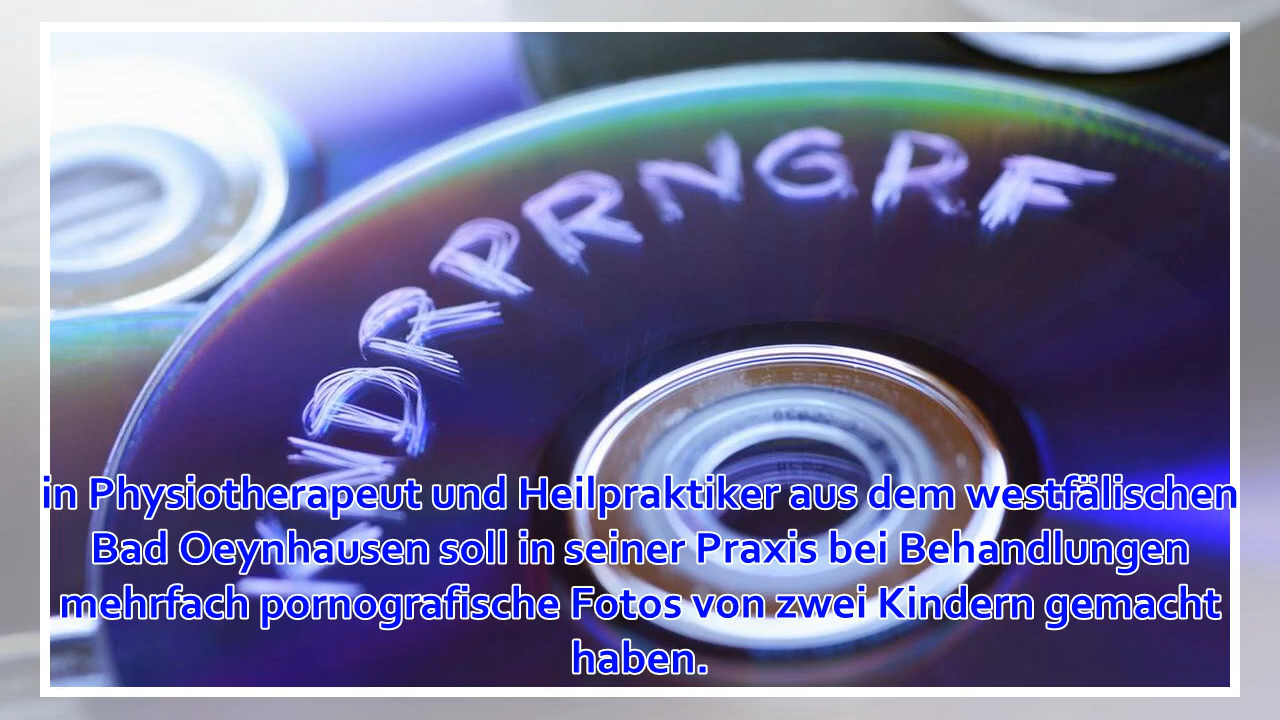 KNDRPRNGRF
in Physiotherapeut und Heilpraktiker aus dem westfälischen
Bad Oeynhausen soll in seiner Praxis bei Behandlungen
mehrfach pornografische Fotos von zwei Kindern gemacht
haben.